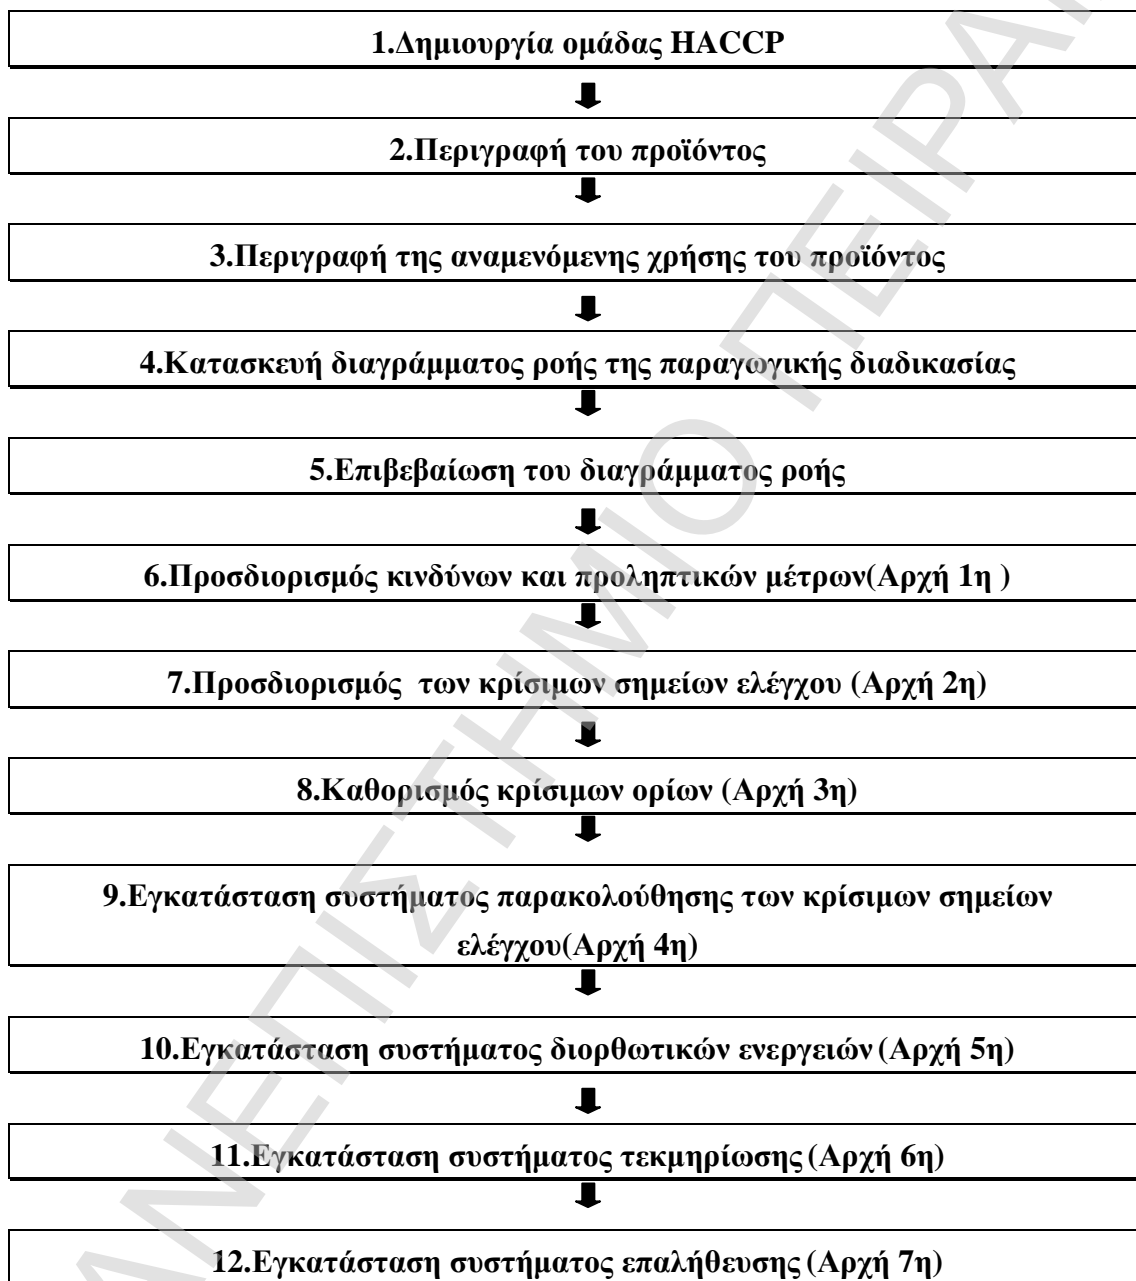 1.Δημιουργία ομάδας HACCP
2.Περιγραφή του προϊόντος
3.Περιγραφή της αναμενόμενης χρήσης του προϊόντος
4.Κατασκευή διαγράμματος ροής της παραγωγικής διαδικασίας
5.Επιβεβαίωση του διαγράμματος ροής
6.Προσδιορισμός κινδύνων και προληπτικών μέτρων(Αρχή 1η )
7.Προσδιορισμός  των κρίσιμων σημείων ελέγχου (Αρχή 2η)
8.Καθορισμός κρίσιμων ορίων (Αρχή 3η)
9.Εγκατάσταση συστήματος παρακολούθησης των κρίσιμων σημείων
ελέγχου(Αρχή 4η)
10.Εγκατάσταση συστήματος διορθωτικών ενεργειών (Αρχή 5η)
11.Εγκατάσταση συστήματος τεκμηρίωσης (Αρχή 6η)
12.Εγκατάσταση συστήματος επαλήθευσης (Αρχή 7η)
ΑΝΕΠΙΣΤΗΜΙΟ ΠΕΙΡΑΙ